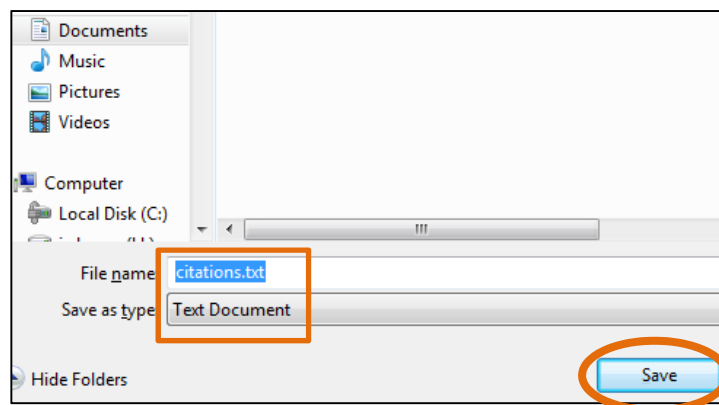 Documents
Music
Pictures
Videos
Computer
Local Disk (C:)
File name
citations.txt
Save as type
Text Document
Hide Folders
Save